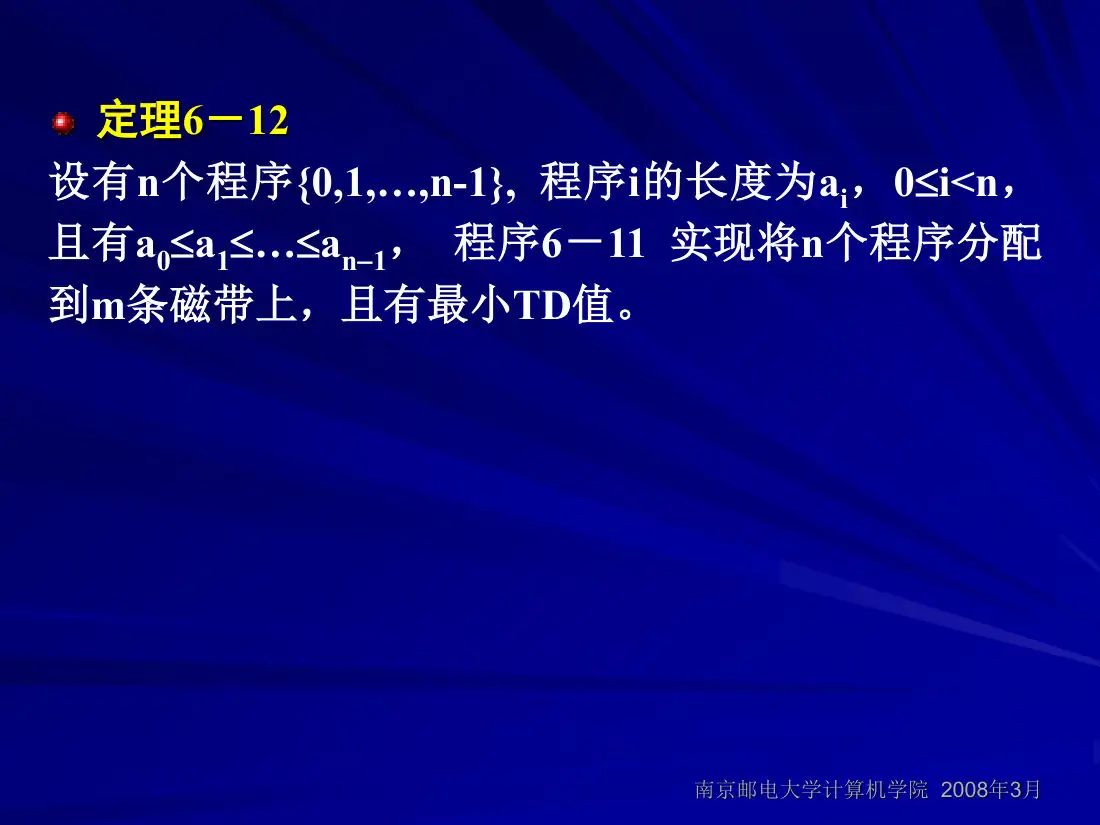 定理6－12
设有n个程序{0,1,…,n-1}, 程序i的长度为ai，0≤i<n，
且有a0≤a1≤…≤an−1， 程序6－11 实现将n个程序分配
到m条磁带上，且有最小TD值。
南京邮电大学计算机学院 2008年3月